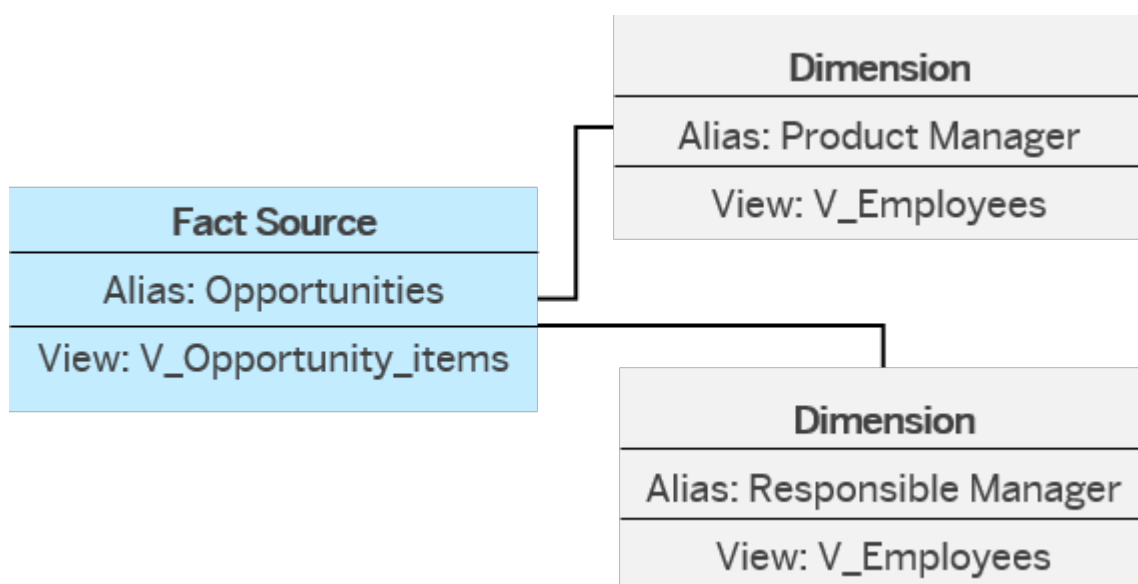 Dimension
Alias: Product Manager
View: V_Employees
Fact Source
Alias: Opportunities
View: V_Opportunity_items
Dimension
Alias: Responsible Manager
View: V_Employees